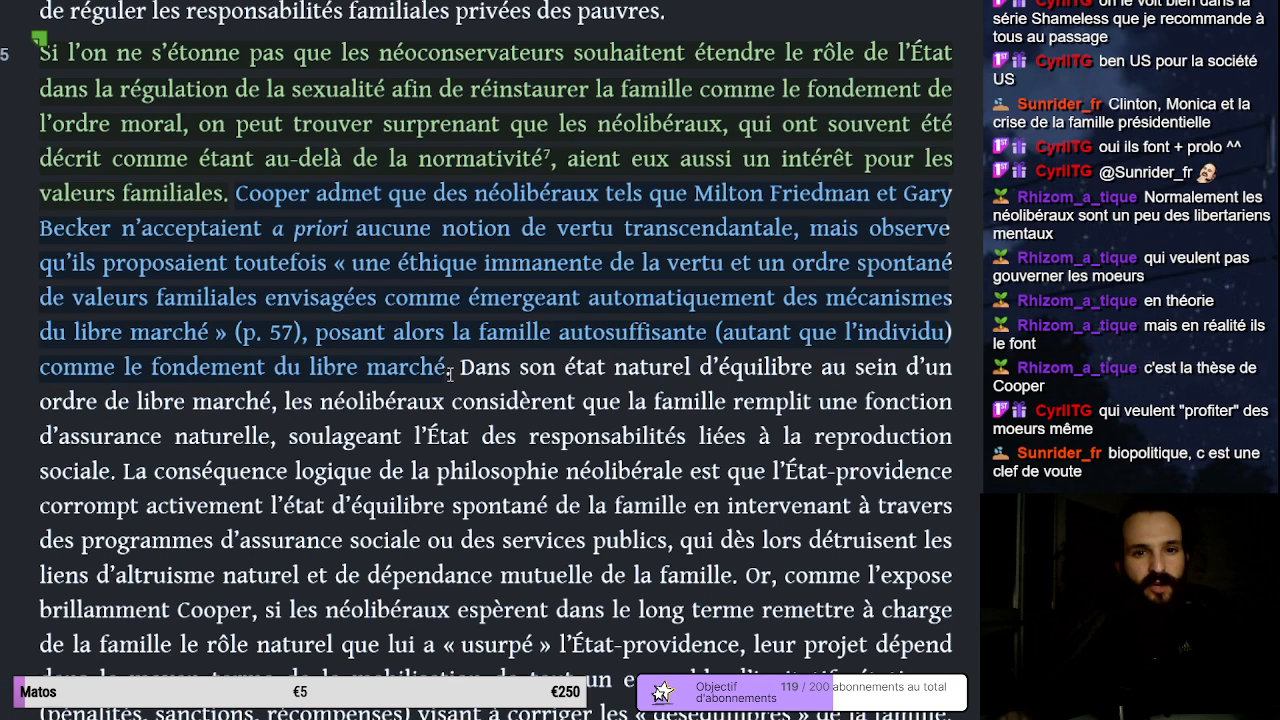 de réguler les responsabilités familiales privées des pauvres.
5
Si l’on ne s’étonne pas que les néoconservateurs souhaitent étendre le rôle de l’État
dans la régulation de la sexualité afin de réinstaurer la famille comme le fondement de
l’ordre moral, on peut trouver surprenant que les néolibéraux, qui ont souvent été
décrit comme étant au-delà de la normativité⁷, aient eux aussi un intérêt pour les
valeurs familiales. Cooper admet que des néolibéraux tels que Milton Friedman et Gary
Becker n’acceptaient a priori aucune notion de vertu transcendantale, mais observe
qu’ils proposaient toutefois « une éthique immanente de la vertu et un ordre spontané
de valeurs familiales envisagées comme émergeant automatiquement des mécanismes
du libre marché » (p. 57), posant alors la famille autosuffisante (autant que l’individu)
comme le fondement du libre marché. Dans son état naturel d’équilibre au sein d’un
ordre de libre marché, les néolibéraux considèrent que la famille remplit une fonction
d’assurance naturelle, soulageant l’État des responsabilités liées à la reproduction
sociale. La conséquence logique de la philosophie néolibérale est que l’État-providence
corrompt activement l’état d’équilibre spontané de la famille en intervenant à travers
des programmes d’assurance sociale ou des services publics, qui dès lors détruisent les
liens d’altruisme naturel et de dépendance mutuelle de la famille. Or, comme l’expose
brillamment Cooper, si les néolibéraux espèrent dans le long terme remettre à charge
de la famille le rôle naturel que lui a « usurpé » l’État-providence, leur projet dépend
(pénalités, sanctions, récompenses) visant à corriger les « déséquilibres » de la famille.
Matos
€5
€250
Objectif
d'abonnements
119 / 200 abonnements au total
CyrilTG on le voit bien dans la
série Shameless que je recommande à
tous au passage
CyrilTG ben US pour la société
US
Sunrider_fr Clinton, Monica et la
crise de la famille présidentielle
CyrilTG oui ils font + prolo ^^
CyrilTG @Sunrider_fr
Rhizom_a_tique Normalement les
néolibéraux sont un peu des libertariens
mentaux
Rhizom_a_tique qui veulent pas
gouverner les moeurs
Rhizom_a_tique en théorie
Rhizom_a_tique mais en réalité ils
le font
Rhizom_a_tique c'est la thèse de
Cooper
CyrilTG qui veulent "profiter" des
moeurs même
Sunrider_fr biopolitique, c est une
clef de voute